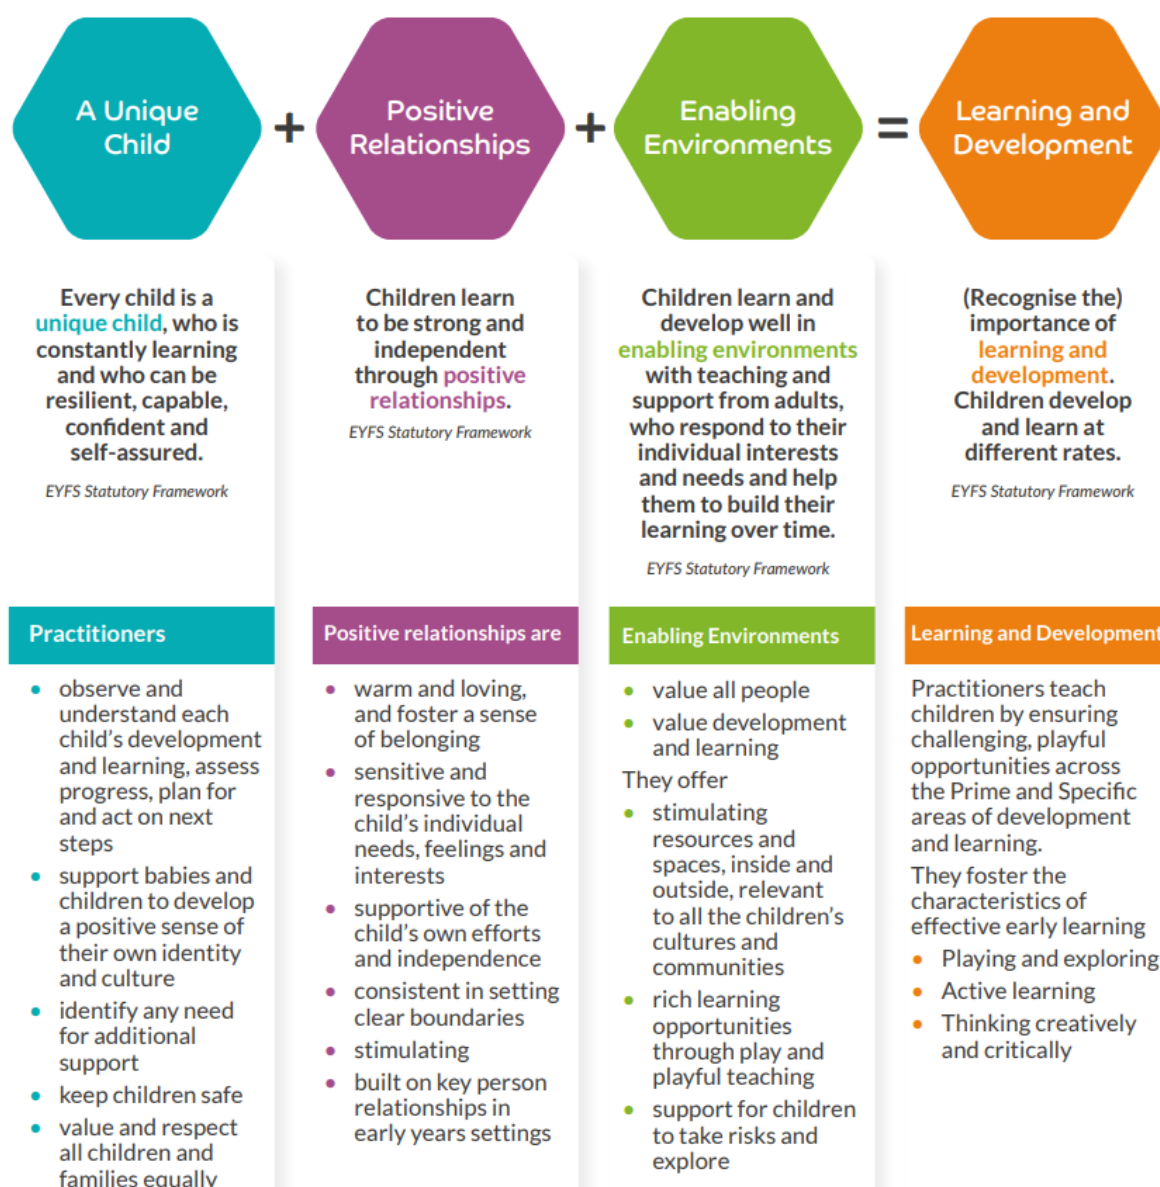 A Unique
Child
+
Positive
Relationships
+
Enabling
Environments
=
Learning and
Development
Every child is a
unique child, who is
constantly learning
and who can be
resilient, capable,
confident and
self-assured.
EYFS Statutory Framework
Children learn
to be strong and
independent
through positive
relationships.
EYFS Statutory Framework
Children learn and
develop well in
enabling environments
with teaching and
support from adults,
who respond to their
individual interests
and needs and help
them to build their
learning over time.
EYFS Statutory Framework
(Recognise the)
importance of
learning and
development.
Children develop
and learn at
different rates.
EYFS Statutory Framework
Practitioners
• observe and
understand each
child's development
and learning, assess
progress, plan for
and act on next
steps
• support babies and
children to develop
a positive sense of
their own identity
and culture
• identify any need
for additional
support
• keep children safe
• value and respect
all children and
families equally
Positive relationships are
• warm and loving,
and foster a sense
of belonging
• sensitive and
responsive to the
child's individual
needs, feelings and
interests
• supportive of the
child's own efforts
and independence
• consistent in setting
clear boundaries
• stimulating
• built on key person
relationships in
early years settings
Enabling Environments
• value all people
• value development
and learning
They offer
• stimulating
resources and
spaces, inside and
outside, relevant
to all the children's
cultures and
communities
• rich learning
opportunities
through play and
playful teaching
• support for children
to take risks and
explore
Learning and Development
Practitioners teach
children by ensuring
challenging, playful
opportunities across
the Prime and Specific
areas of development
and learning.
They foster the
characteristics of
effective early learning
• Playing and exploring
• Active learning
• Thinking creatively
and critically